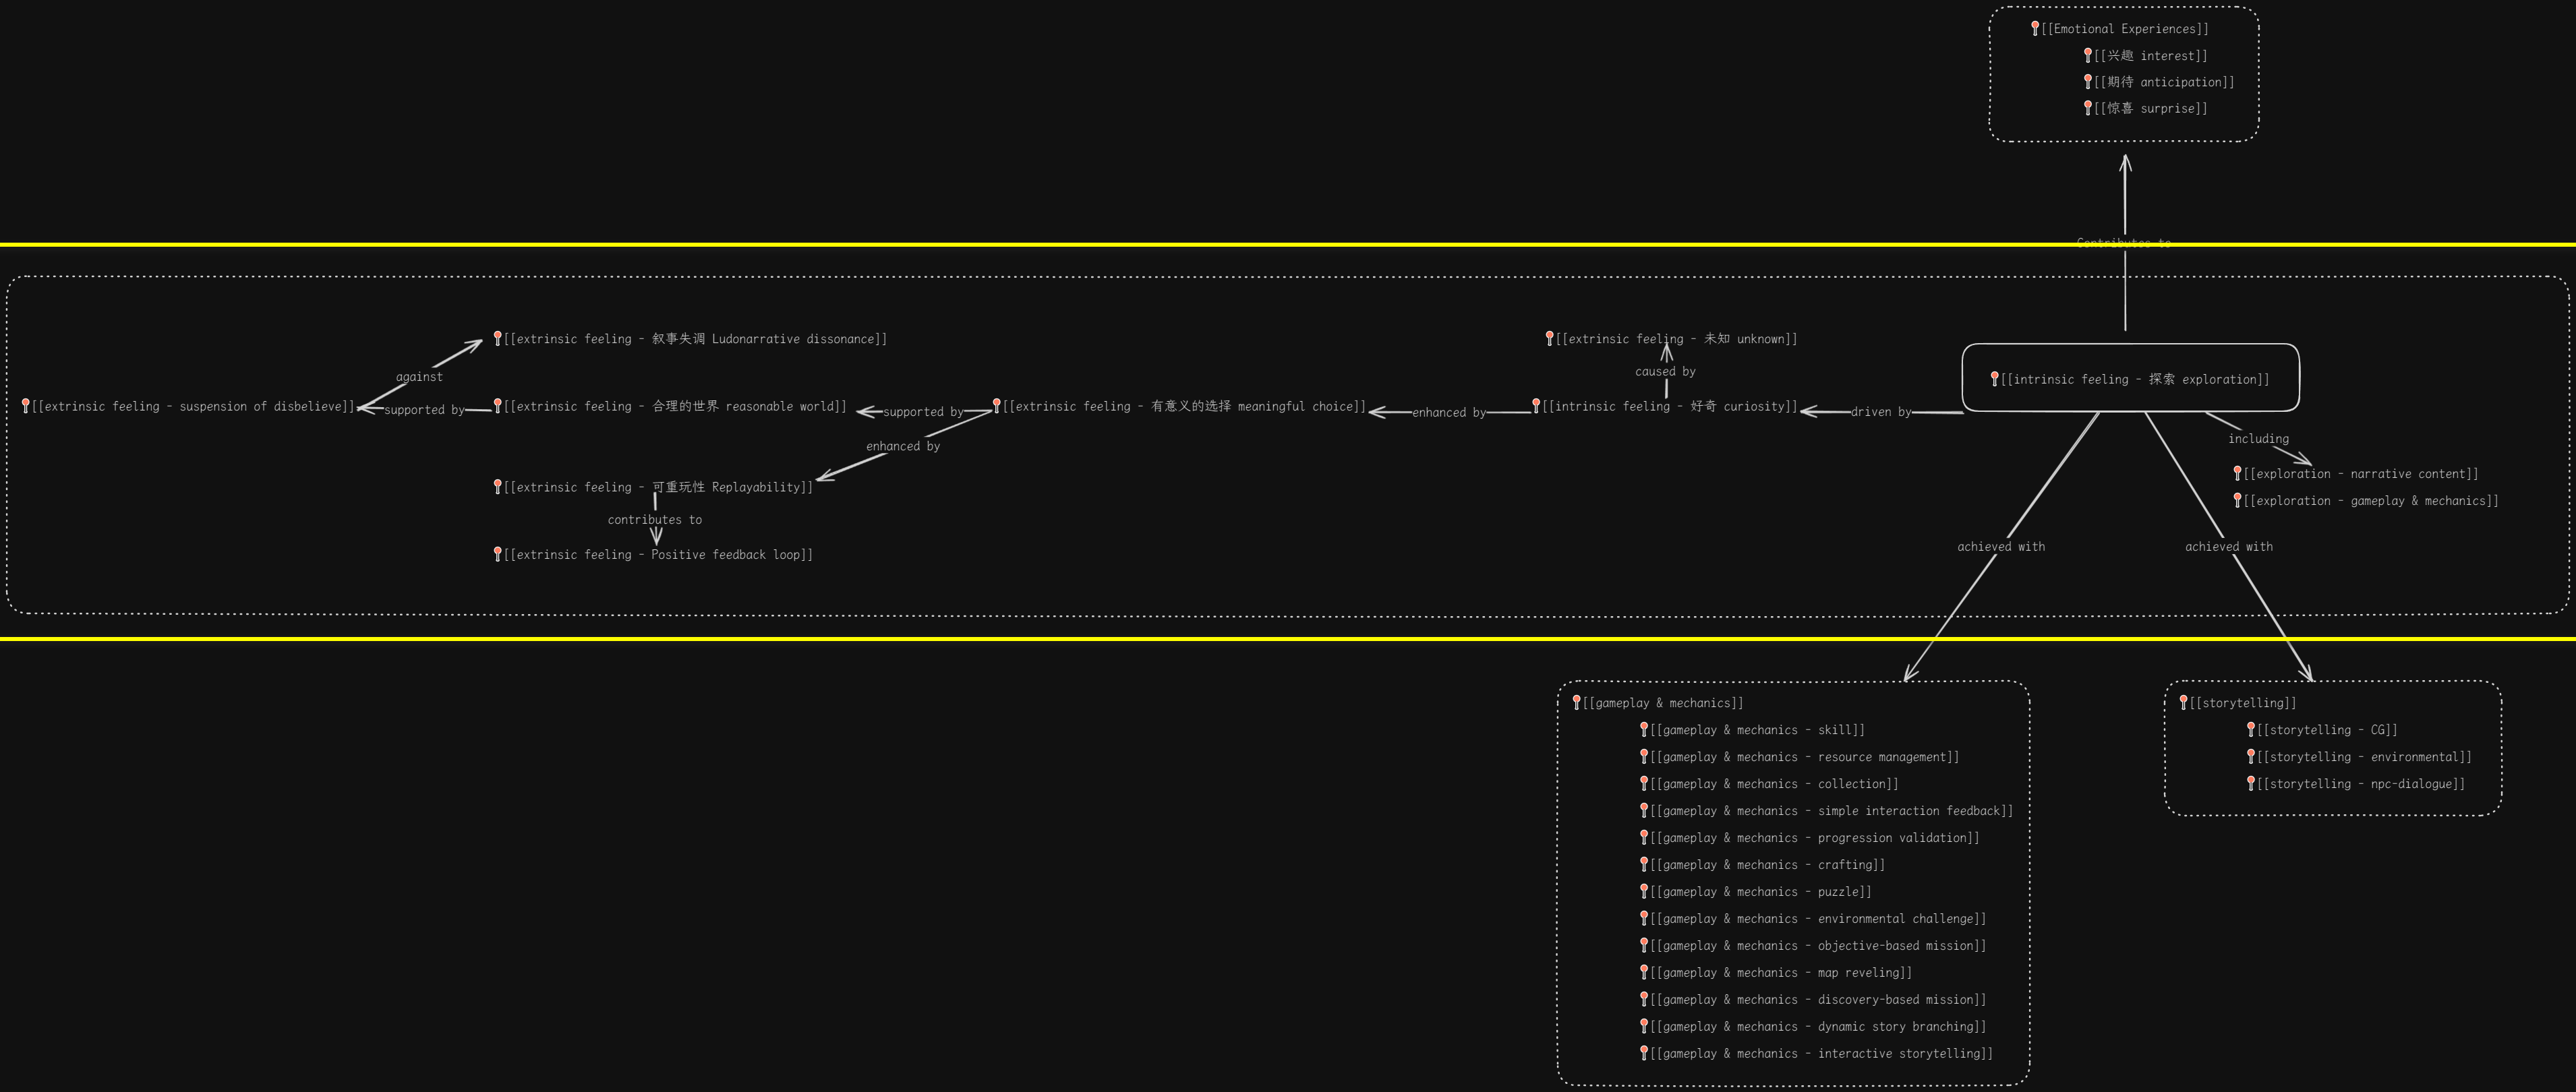 [[Emotional Experiences]]
[[兴趣 interest]]
[[期待 anticipation]]
[[惊喜 surprise]]
Contributes to
[[extrinsic feeling - 叙事失调 Ludonarrative dissonance]]
[[extrinsic feeling - 未知 unknown]]
against
caused by
[[intrinsic feeling - 探索 exploration]]
[[extrinsic feeling - suspension of disbelieve]]
supported by
[[extrinsic feeling - 合理的世界 reasonable world]]
supported by
[[extrinsic feeling - 有意义的选择 meaningful choice]]
enhanced by
[[intrinsic feeling - 好奇 curiosity]]
driven by
enhanced by
including
[[exploration - narrative content]]
[[extrinsic feeling - 可重玩性 Replayability]]
[[exploration - gameplay & mechanics]]
contributes to
[[extrinsic feeling - Positive feedback loop]]
achieved with
achieved with
[[gameplay & mechanics]]
[[gameplay & mechanics - skill]]
[[gameplay & mechanics - resource management]]
[[gameplay & mechanics - collection]]
[[gameplay & mechanics - simple interaction feedback]]
[[gameplay & mechanics - progression validation]]
[[gameplay & mechanics - crafting]]
[[gameplay & mechanics - puzzle]]
[[gameplay & mechanics - environmental challenge]]
[[gameplay & mechanics - objective-based mission]]
[[gameplay & mechanics - map reveling]]
[[gameplay & mechanics - discovery-based mission]]
[[gameplay & mechanics - dynamic story branching]]
[[gameplay & mechanics - interactive storytelling]]
[[storytelling]]
[[storytelling - CG]]
[[storytelling - environmental]]
[[storytelling - npc-dialogue]]